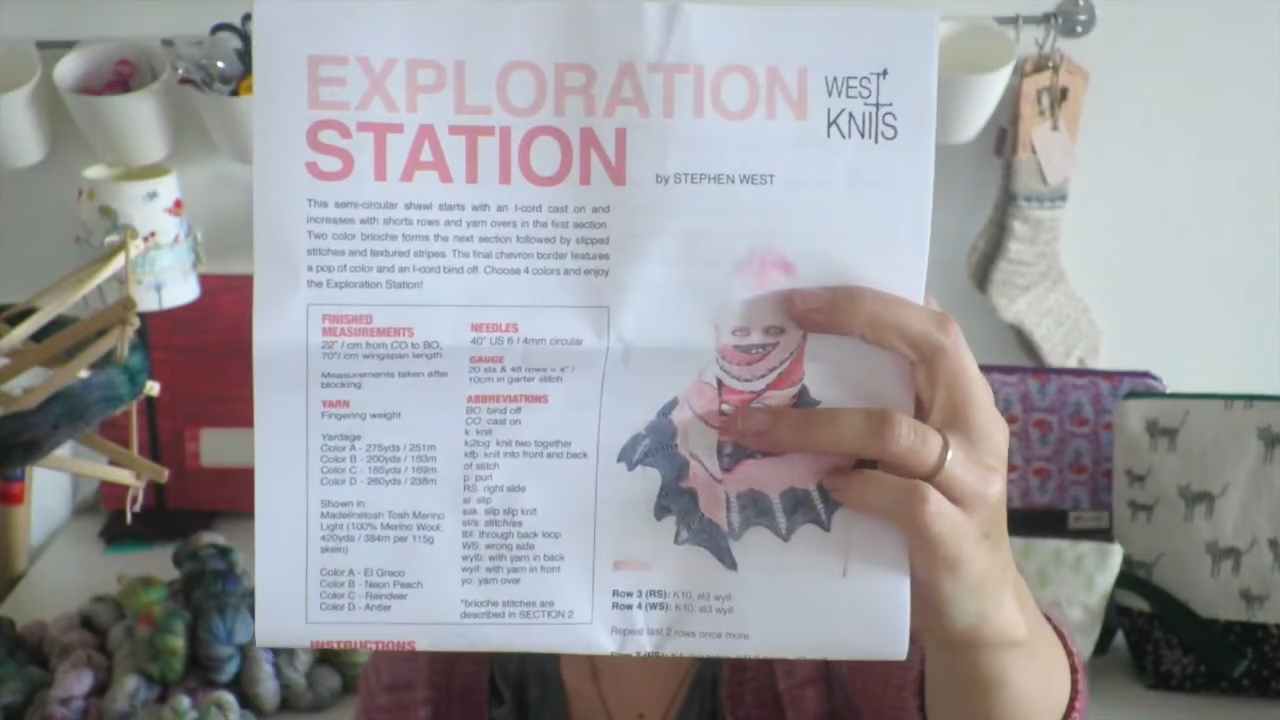 EXPLORATION
STATION
WEST
KNITS
by STEPHEN WEST
This semi-circular shawl starts with an I-cord cast on and
increases with shorts rows and yarn overs in the first section.
Two color brioche forms the next section followed by slipped
stitches and textured stripes. The final chevron border features
a pop of color and an I-cord bind off. Choose 4 colors and enjoy
the Exploration Station!
FINISHED
MEASUREMENTS
22" / cm from CO to BO,
70"/ cm wingspan length.
Measurements taken after
blocking.
YARN
Fingering weight
Yardage
Color A - 275yds / 251m
Color B - 200yds / 183m
Color C - 185yds / 169m
Color D - 260yds / 238m
Shown in
Madelinetosh Tosh Merino
Light (100% Merino Wool;
420yds / 384m per 115g
skein)
Color A - El Greco
Color B - Neon Peach
Color C - Reindeer
Color D - Antler
NEEDLES
40" US 6 / 4mm circular
GAUGE
20 sts & 48 rows = 4" /
10cm in garter stitch
ABBREVIATIONS
BO: bind off
CO: cast on
k: knit
k2tog: knit two together
kfb: knit into front and back
of stitch
p: purl
RS: right side
sl: slip
ssk: slip slip knit
st/s: stitch/es
tbl: through back loop
WS: wrong side
wyib: with yarn in back
wyif: with yarn in front
yo: yarn over
*brioche stitches are
described in SECTION 2
INSTRUCTIONS
Row 3 (RS): K10, sl3 wyif.
Row 4 (WS): K10, sl3 wyif.
Repeat last 2 rows once more.